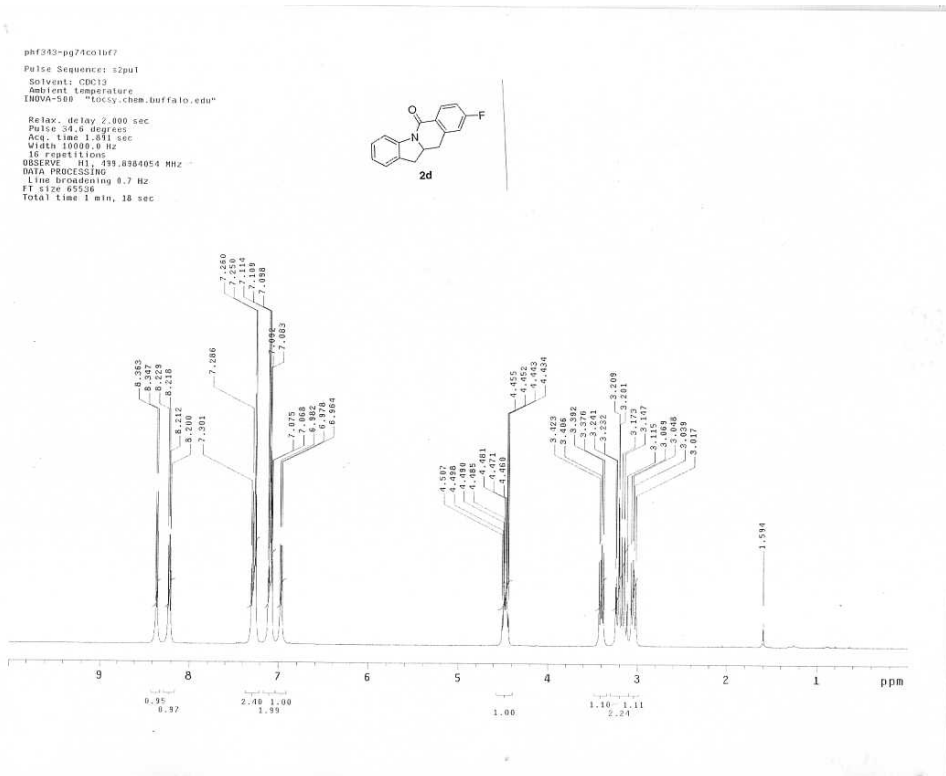 phf343-pg74colbf7
Pulse Sequence: s2pul
Solvent: CDCl3
Ambient temperature
INOVA-500 "tocsy.chem.buffalo.edu"
Relax. delay 2.000 sec
Pulse 34.6 degrees
Acq. time 1.891 sec
Width 10000.0 Hz
16 repetitions
OBSERVE H1, 499.8984054 MHz
DATA PROCESSING
Line broadening 0.7 Hz
FT size 65536
Total time 1 min, 18 sec
O
N
F
2d
8.363
8.347
8.229
8.218
8.212
8.200
7.301
7.286
7.260
7.250
7.114
7.109
7.098
7.092
7.083
7.075
7.068
6.982
6.978
6.964
4.507
4.498
4.490
4.485
4.481
4.471
4.460
4.455
4.452
4.443
4.434
3.423
3.406
3.392
3.376
3.241
3.232
3.209
3.201
3.173
3.147
3.115
3.069
3.048
3.039
3.017
1.594
9 8 7 6 5 4 3 2 1 ppm
0.95
0.97
2.40
1.99
1.00
1.00
1.10
2.24
1.11